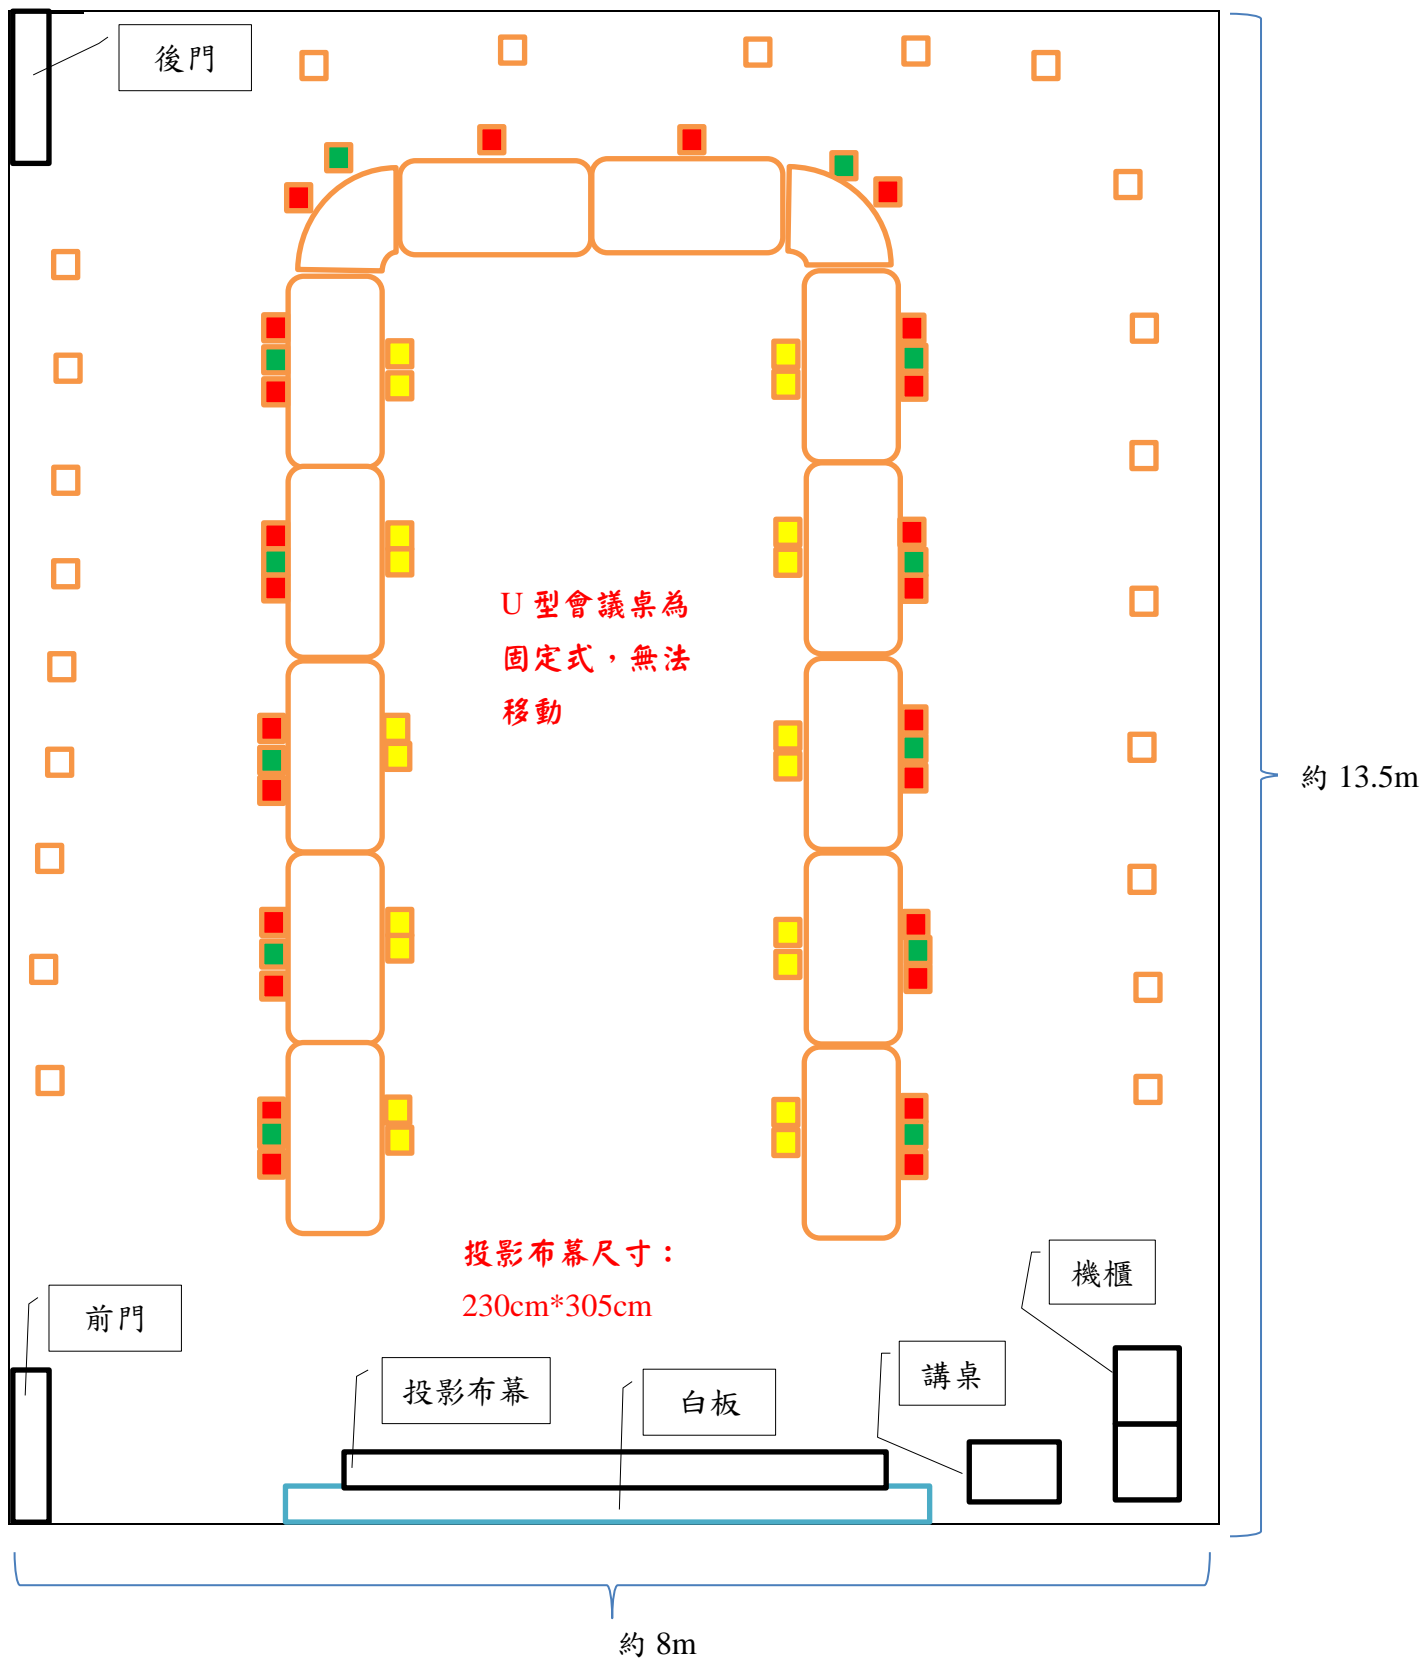 後門
U 型會議桌為
固定式，無法
移動
約 13.5m
投影布幕尺寸：
230cm*305cm
機櫃
前門
投影布幕
白板
講桌
約 8m